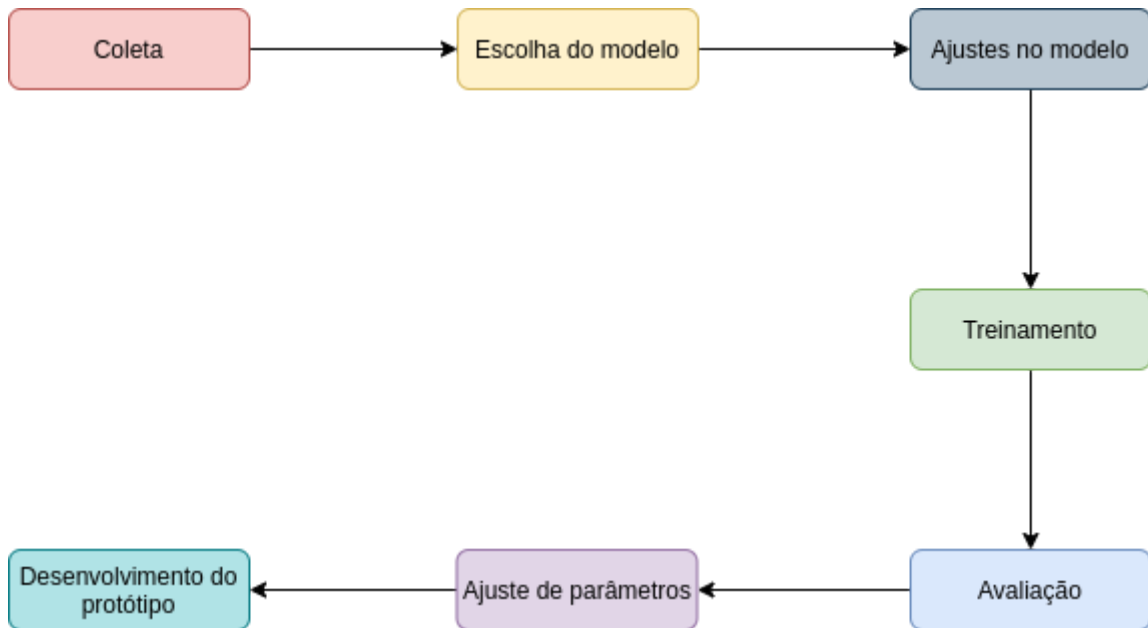 Coleta
Escolha do modelo
Ajustes no modelo
Treinamento
Avaliação
Ajuste de parâmetros
Desenvolvimento do
protótipo